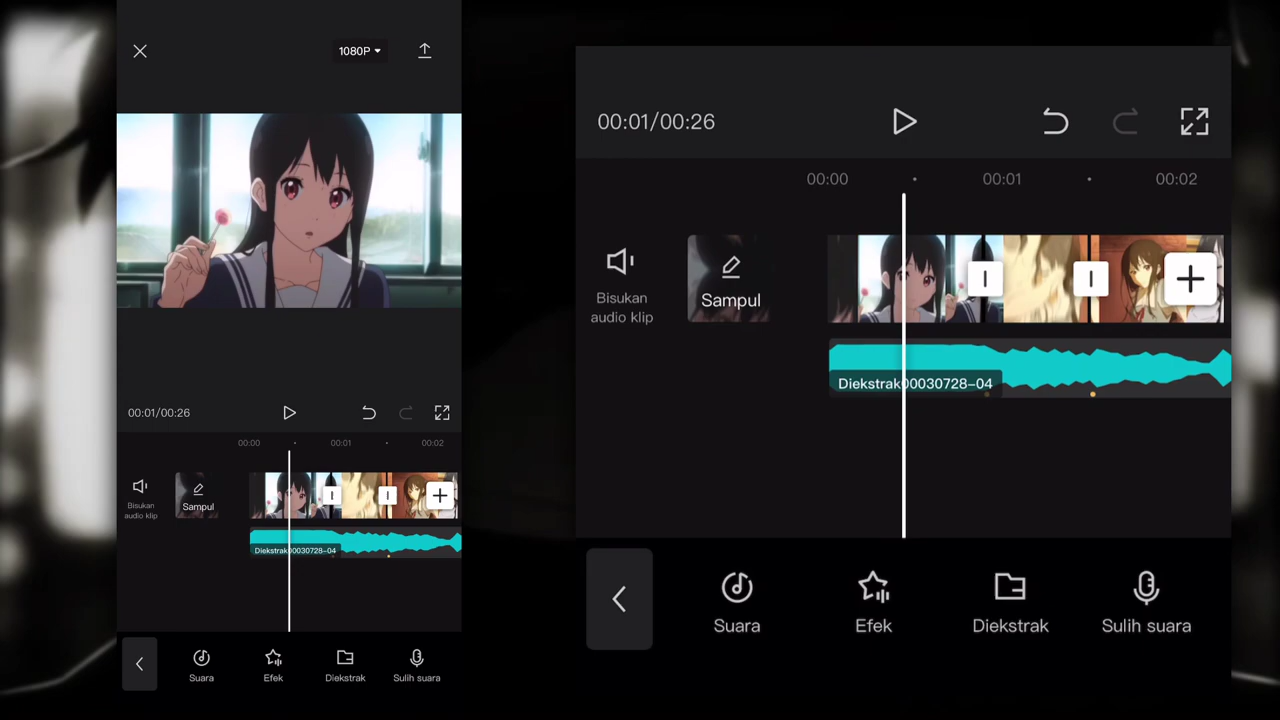 1080P
00:01/00:26
00:00
00:01
00:02
Bisukan
audio klip
Sampul
Diekstrak00030728-04
Suara
Efek
Diekstrak
Sulih suara
00:01/00:26
00:00
00:01
00:02
Bisukan
audio klip
Sampul
Diekstrak00030728-04
Suara
Efek
Diekstrak
Sulih suara